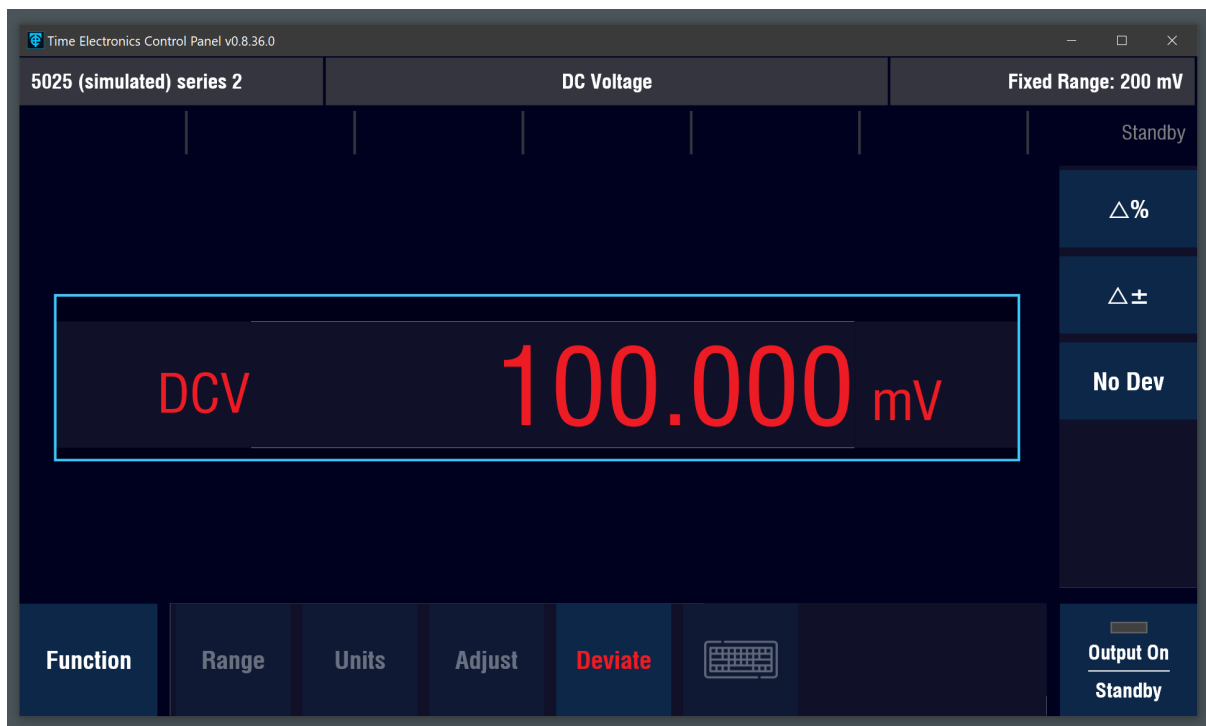 Time Electronics Control Panel v0.8.36.0
5025 (simulated) series 2 DC Voltage Fixed Range: 200 mV
Standby
△%
△±
DCV 100.000 mV
No Dev
Function Range Units Adjust Deviate
Output On
Standby